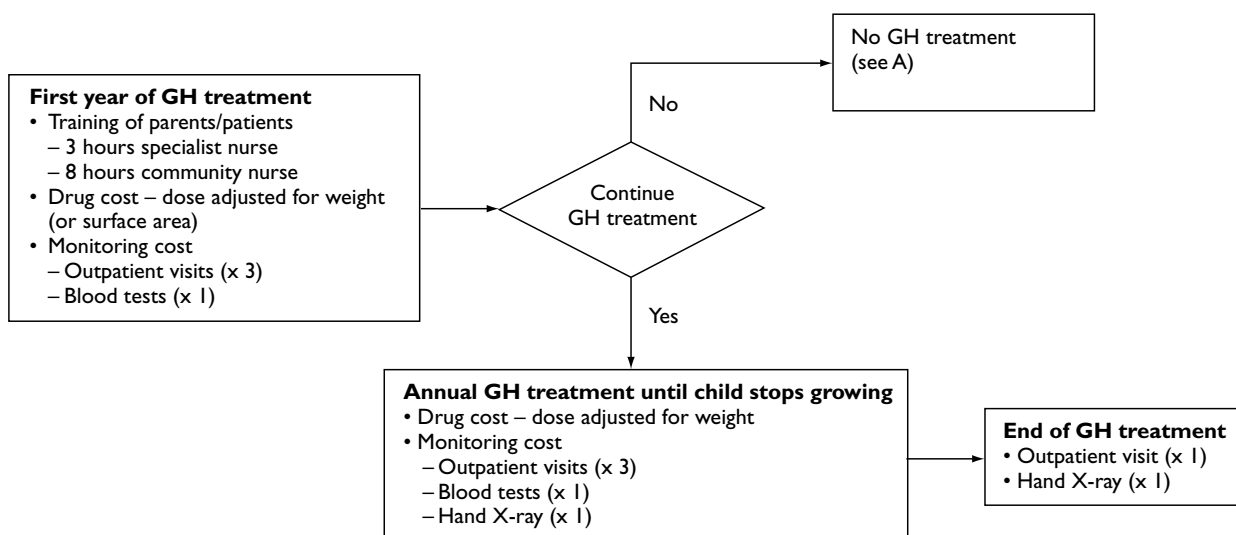 First year of GH treatment
• Training of parents/patients
– 3 hours specialist nurse
– 8 hours community nurse
• Drug cost – dose adjusted for weight
(or surface area)
• Monitoring cost
– Outpatient visits (x 3)
– Blood tests (x 1)
Continue
GH treatment
No
No GH treatment
(see A)
Yes
Annual GH treatment until child stops growing
• Drug cost – dose adjusted for weight
• Monitoring cost
– Outpatient visits (x 3)
– Blood tests (x 1)
– Hand X-ray (x 1)
End of GH treatment
• Outpatient visit (x 1)
• Hand X-ray (x 1)